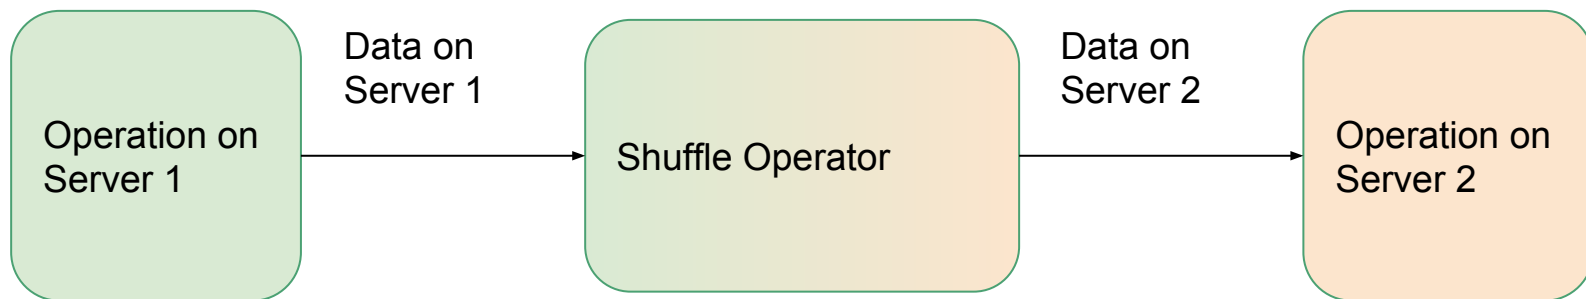 Operation on
Server 1
Data on
Server 1
Shuffle Operator
Data on
Server 2
Operation on
Server 2